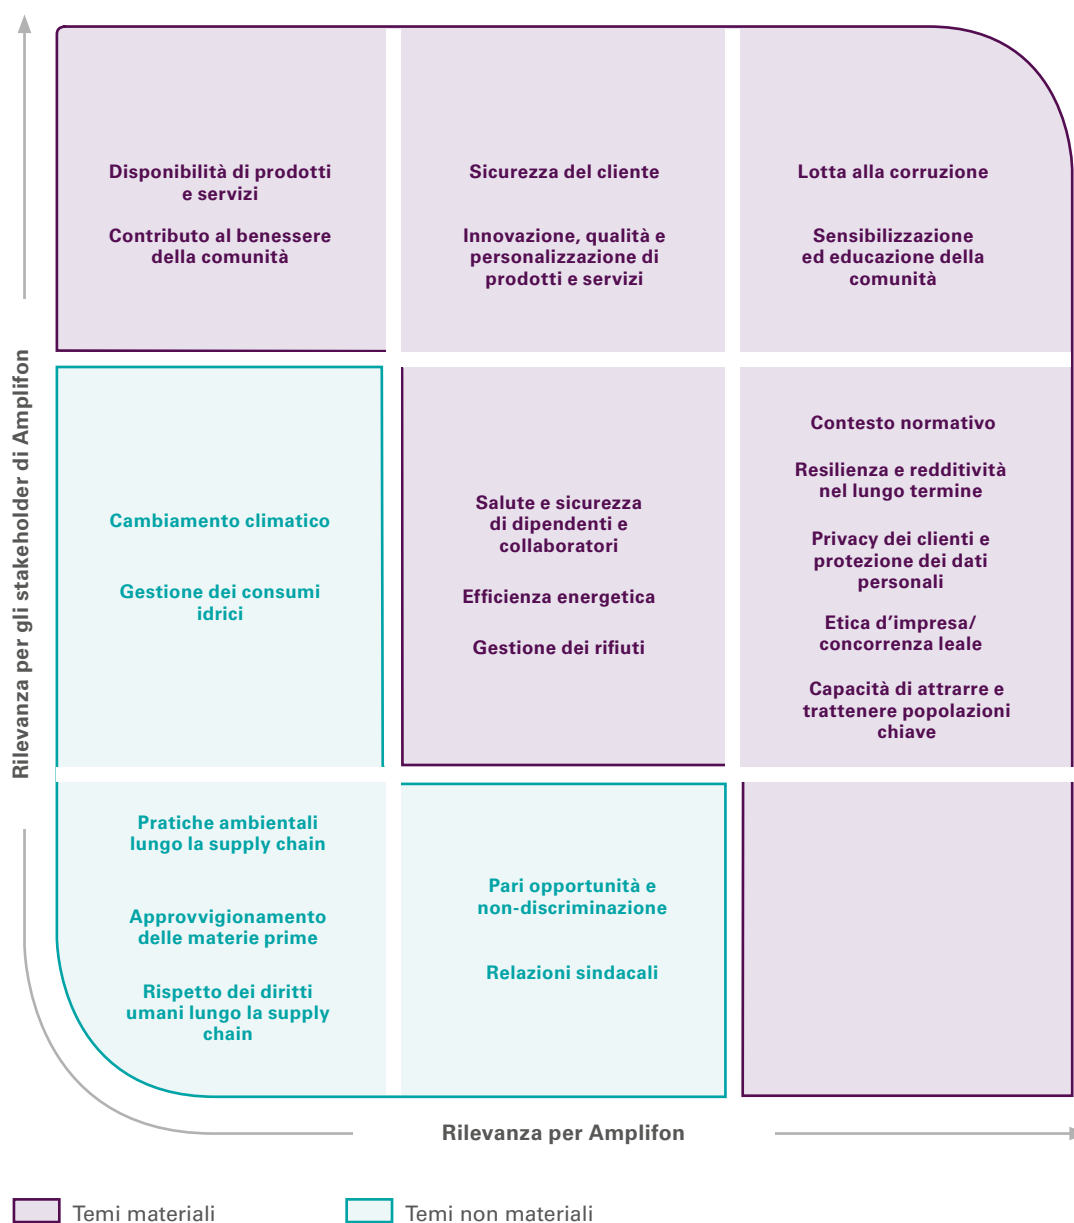 Disponibilità di prodotti
e servizi
Contributo al benessere
della comunità
Sicurezza del cliente
Innovazione, qualità e
personalizzazione di
prodotti e servizi
Lotta alla corruzione
Sensibilizzazione
ed educazione della
comunità
Rilevanza per gli stakeholder di Amplifon
Cambiamento climatico
Gestione dei consumi
idrici
Salute e sicurezza
di dipendenti e
collaboratori
Efficienza energetica
Gestione dei rifiuti
Contesto normativo
Resilienza e redditività
nel lungo termine
Privacy dei clienti e
protezione dei dati
personali
Etica d’impresa/
concorrenza leale
Capacità di attrarre e
trattenere popolazioni
chiave
Pratiche ambientali
lungo la supply chain
Approvvigionamento
delle materie prime
Rispetto dei diritti
umani lungo la supply
chain
Pari opportunità e
non-discriminazione
Relazioni sindacali
Rilevanza per Amplifon
Temi materiali
Temi non materiali